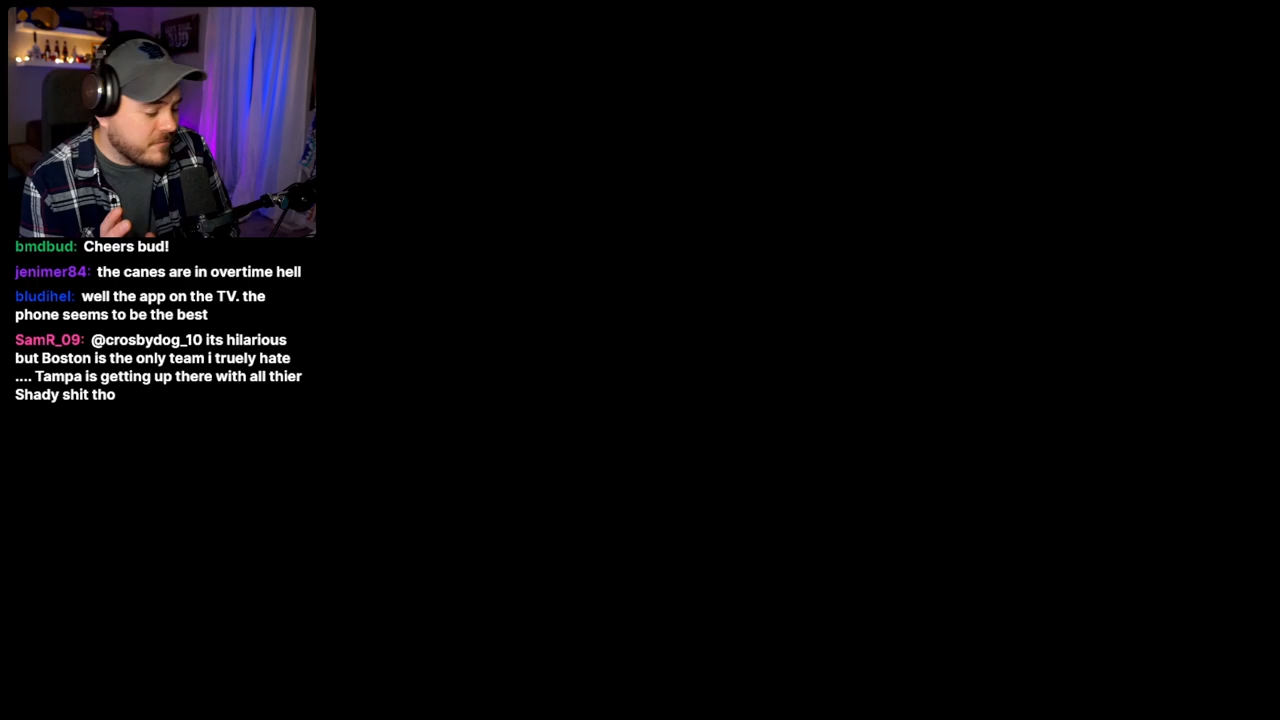 bmdbud: Cheers bud!
jenimer84: the canes are in overtime hell
bludihel: well the app on the TV. the
phone seems to be the best
SamR_09: @crosbydog_10 its hilarious
but Boston is the only team i truely hate
.... Tampa is getting up there with all thier
Shady shit tho